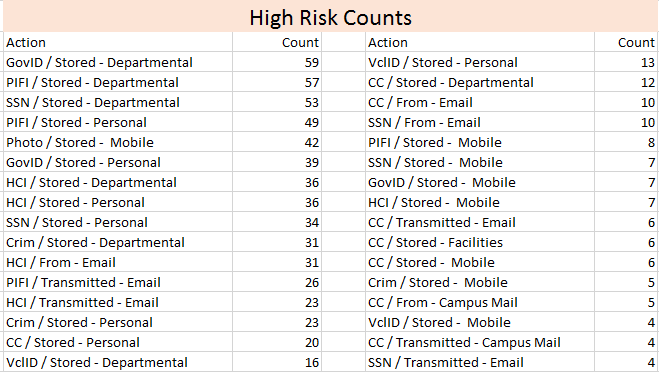 High Risk Counts
Action Count Action Count
GovID / Stored - Departmental 59 VclID / Stored - Personal 13
PIFI / Stored - Departmental 57 CC / Stored - Departmental 12
SSN / Stored - Departmental 53 CC / From - Email 10
PIFI / Stored - Personal 49 SSN / From - Email 10
Photo / Stored -  Mobile 42 PIFI / Stored -  Mobile 8
GovID / Stored - Personal 39 SSN / Stored -  Mobile 7
HCI / Stored - Departmental 36 GovID / Stored -  Mobile 7
HCI / Stored - Personal 36 HCI / Stored -  Mobile 7
SSN / Stored - Personal 34 CC / Transmitted - Email 6
Crim / Stored - Departmental 31 CC / Stored - Facilities 6
HCI / From - Email 31 CC / Stored -  Mobile 6
PIFI / Transmitted - Email 26 Crim / Stored -  Mobile 5
HCI / Transmitted - Email 23 CC / From - Campus Mail 5
Crim / Stored - Personal 23 VclID / Stored -  Mobile 4
CC / Stored - Personal 20 CC / Transmitted - Campus Mail 4
VclID / Stored - Departmental 16 SSN / Transmitted - Email 4